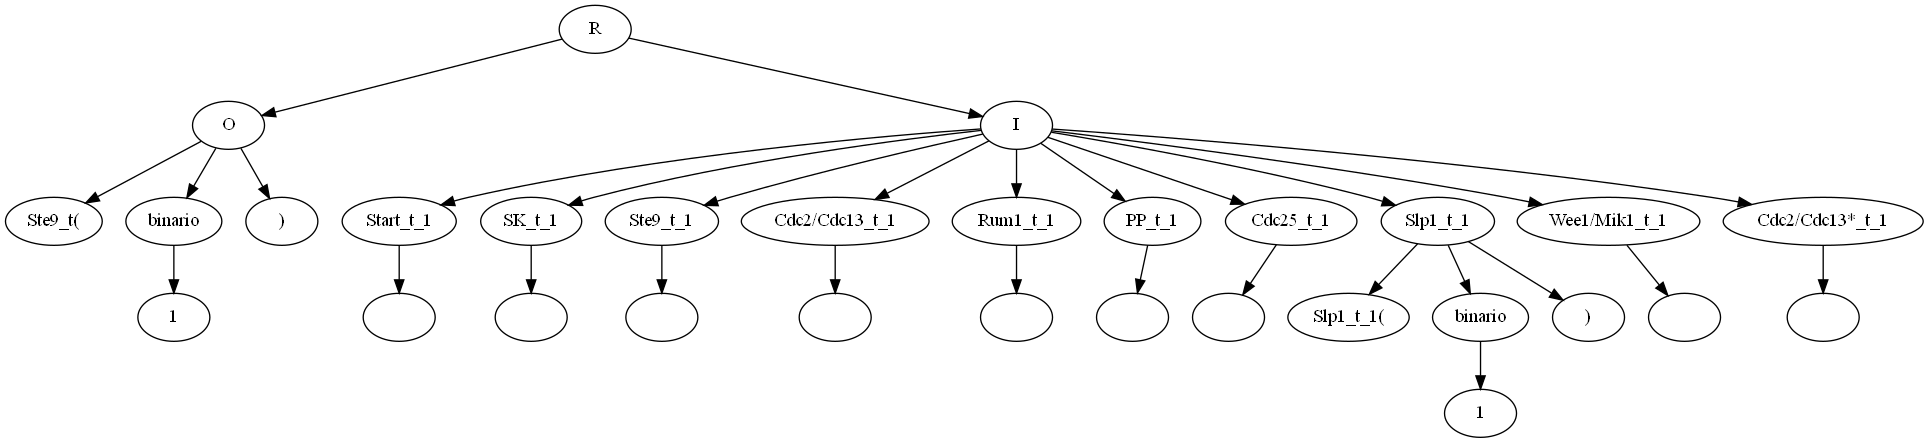 R
O I
Ste9_t( binario ) Start_t_1 SK_t_1 Ste9_t_1 Cdc2/Cdc13_t_1 Rum1_t_1 PP_t_1 Cdc25_t_1 Slp1_t_1 Wee1/Mik1_t_1 Cdc2/Cdc13*_t_1
1 Slp1_t_1( binario )
1